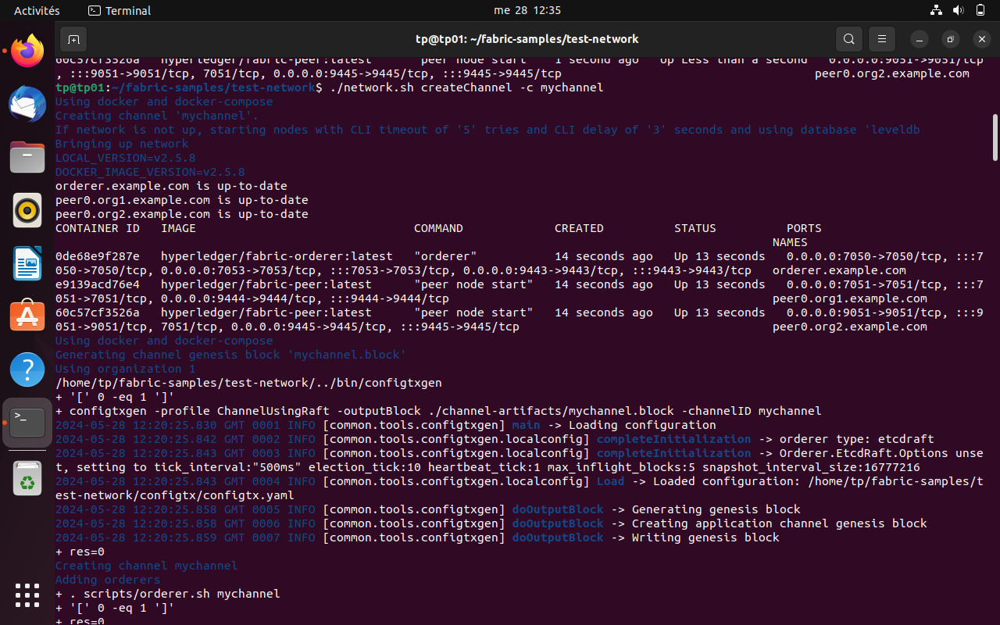 Activités
Terminal
me 28 12:35
tp@tp01: ~/fabric-samples/test-network
60c57cf3526a   hyperledger/fabric-peer:latest      "peer node start"   1 second ago   Up Less than a second   0.0.0.0:9051->9051/tcp
, :::9051->9051/tcp, 7051/tcp, 0.0.0.0:9445->9445/tcp, :::9445->9445/tcp                                    peer0.org2.example.com
tp@tp01:~/fabric-samples/test-network$ ./network.sh createChannel -c mychannel
Using docker and docker-compose
Creating channel 'mychannel'.
If network is not up, starting nodes with CLI timeout of '5' tries and CLI delay of '3' seconds and using database 'leveldb
Bringing up network
LOCAL_VERSION=v2.5.8
DOCKER_IMAGE_VERSION=v2.5.8
orderer.example.com is up-to-date
peer0.org1.example.com is up-to-date
peer0.org2.example.com is up-to-date
CONTAINER ID   IMAGE                               COMMAND             CREATED          STATUS          PORTS
NAMES
0de68e9f287e   hyperledger/fabric-orderer:latest   "orderer"           14 seconds ago   Up 13 seconds   0.0.0.0:7050->7050/tcp, :::7
050->7050/tcp, 0.0.0.0:7053->7053/tcp, :::7053->7053/tcp, 0.0.0.0:9443->9443/tcp, :::9443->9443/tcp   orderer.example.com
e9139acd76e4   hyperledger/fabric-peer:latest      "peer node start"   14 seconds ago   Up 13 seconds   0.0.0.0:7051->7051/tcp, :::7
051->7051/tcp, 0.0.0.0:9444->9444/tcp, :::9444->9444/tcp                                              peer0.org1.example.com
60c57cf3526a   hyperledger/fabric-peer:latest      "peer node start"   14 seconds ago   Up 13 seconds   0.0.0.0:9051->9051/tcp, :::9
051->9051/tcp, 7051/tcp, 0.0.0.0:9445->9445/tcp, :::9445->9445/tcp                                    peer0.org2.example.com
Using docker and docker-compose
Generating channel genesis block 'mychannel.block'
Using organization 1
/home/tp/fabric-samples/test-network/../bin/configtxgen
+ '[' 0 -eq 1 ']'
+ configtxgen -profile ChannelUsingRaft -outputBlock ./channel-artifacts/mychannel.block -channelID mychannel
2024-05-28 12:20:25.830 GMT 0001 INFO [common.tools.configtxgen] main -> Loading configuration
2024-05-28 12:20:25.842 GMT 0002 INFO [common.tools.configtxgen.localconfig] completeInitialization -> orderer type: etcdraft
2024-05-28 12:20:25.843 GMT 0003 INFO [common.tools.configtxgen.localconfig] completeInitialization -> Orderer.EtcdRaft.Options unse
t, setting to tick_interval:"500ms" election_tick:10 heartbeat_tick:1 max_inflight_blocks:5 snapshot_interval_size:16777216
2024-05-28 12:20:25.843 GMT 0004 INFO [common.tools.configtxgen.localconfig] Load -> Loaded configuration: /home/tp/fabric-samples/t
est-network/configtx/configtx.yaml
2024-05-28 12:20:25.858 GMT 0005 INFO [common.tools.configtxgen] doOutputBlock -> Generating genesis block
2024-05-28 12:20:25.858 GMT 0006 INFO [common.tools.configtxgen] doOutputBlock -> Creating application channel genesis block
2024-05-28 12:20:25.859 GMT 0007 INFO [common.tools.configtxgen] doOutputBlock -> Writing genesis block
+ res=0
Creating channel mychannel
Adding orderers
+ . scripts/orderer.sh mychannel
+ '[' 0 -eq 1 ']'
+ res=0